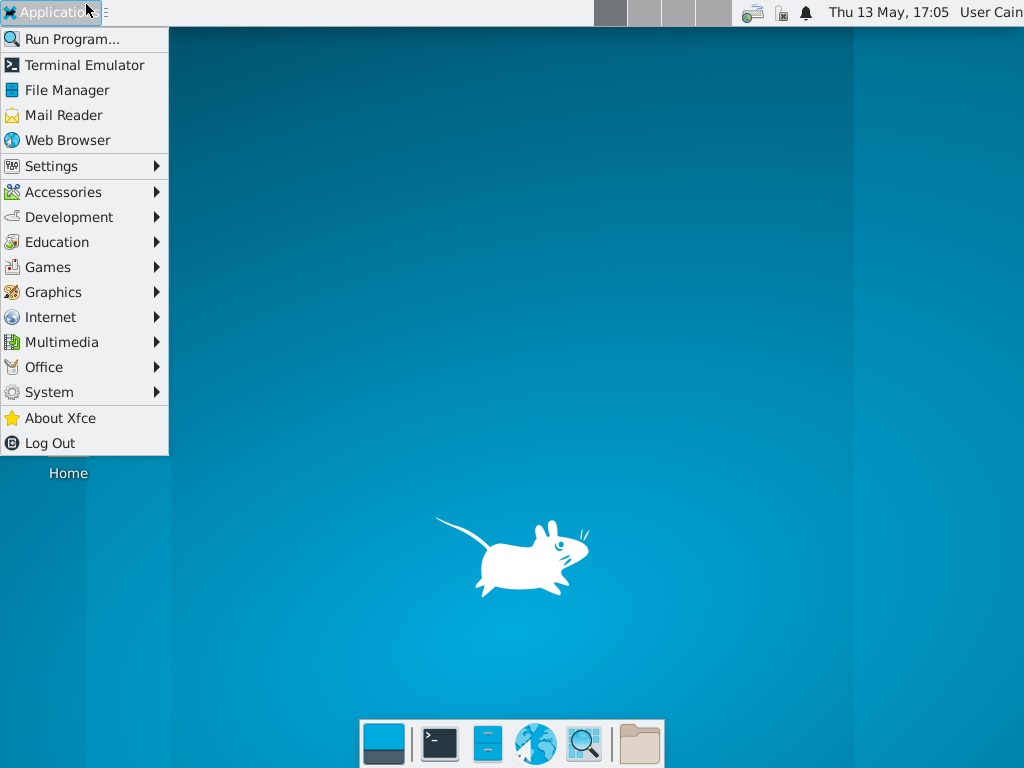 Thu 13 May, 17:05
User Cain
Run Program...
Terminal Emulator
File Manager
Mail Reader
Web Browser
Settings
Accessories
Development
Education
Games
Graphics
Internet
Multimedia
Office
System
About Xfce
Log Out
Home